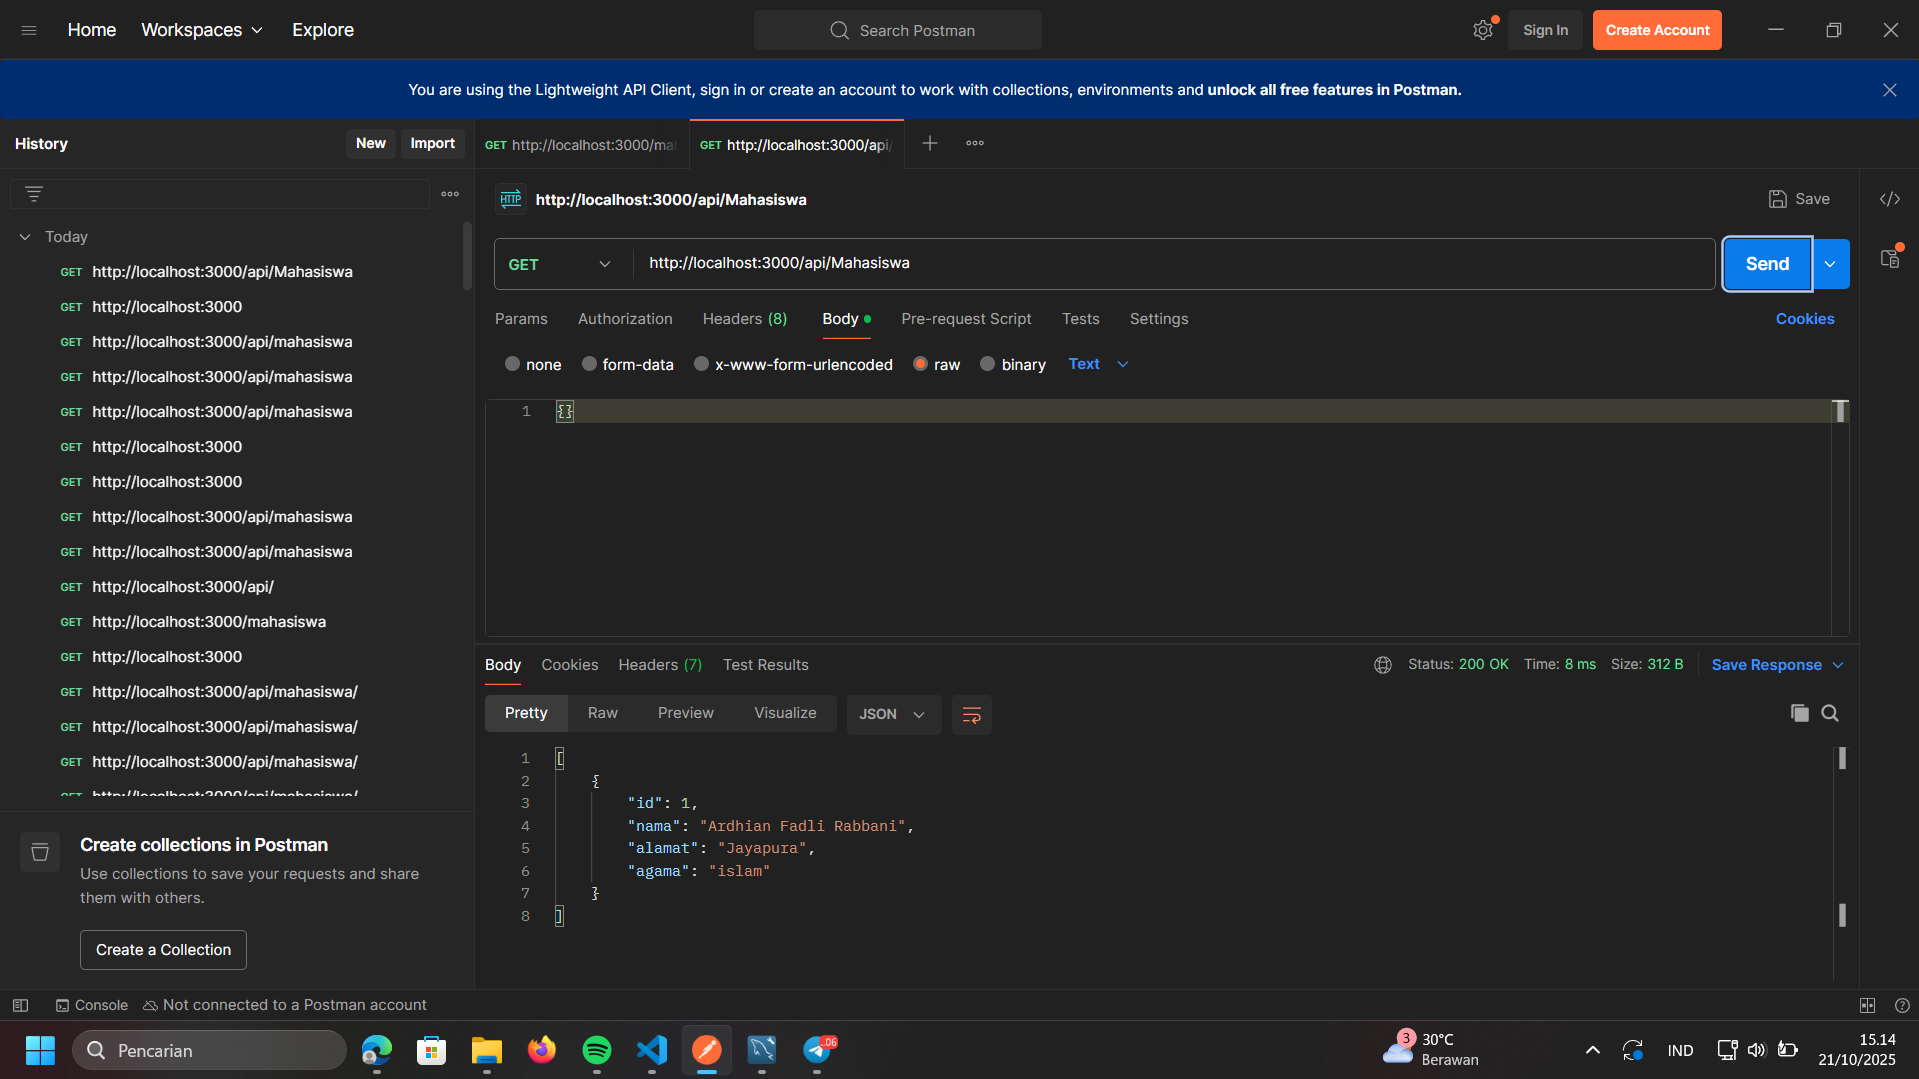 Home
Workspaces
Explore
Search Postman
Sign In
Create Account
You are using the Lightweight API Client, sign in or create an account to work with collections, environments and unlock all free features in Postman.
History
New
Import
GET http://localhost:3000/mah
GET http://localhost:3000/api/
HTTP
http://localhost:3000/api/Mahasiswa
Save
Today
GET http://localhost:3000/api/Mahasiswa
GET http://localhost:3000
GET http://localhost:3000/api/mahasiswa
GET http://localhost:3000/api/mahasiswa
GET http://localhost:3000/api/mahasiswa
GET http://localhost:3000
GET http://localhost:3000
GET http://localhost:3000/api/mahasiswa
GET http://localhost:3000/api/mahasiswa
GET http://localhost:3000/api/
GET http://localhost:3000/mahasiswa
GET http://localhost:3000
GET http://localhost:3000/api/mahasiswa/
GET http://localhost:3000/api/mahasiswa/
GET http://localhost:3000/api/mahasiswa/
GET http://localhost:3000/api/mahasiswa/
Create collections in Postman
Use collections to save your requests and share
them with others.
Create a Collection
GET http://localhost:3000/api/Mahasiswa
Send
Params Authorization Headers (8) Body Pre-request Script Tests Settings Cookies
none form-data x-www-form-urlencoded raw binary Text
1 {}
Body Cookies Headers (7) Test Results
Status: 200 OK Time: 8 ms Size: 312 B Save Response
Pretty Raw Preview Visualize JSON
1 [
2 {
3 "id": 1,
4 "nama": "Ardhian Fadli Rabbani",
5 "alamat": "Jayapura",
6 "agama": "islam"
7 }
8 ]
Console Not connected to a Postman account
Pencarian
.06
3
30°C
Berawan
IND
15.14
21/10/2025